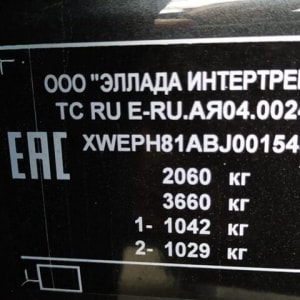 ООО "ЭЛЛАДА ИНТЕРТРЕ
ТС RU E-RU.АЯ04.0024
XWEPH81ABJ00154
EAC
2060 кг
3660 кг
1- 1042 кг
2- 1029 кг